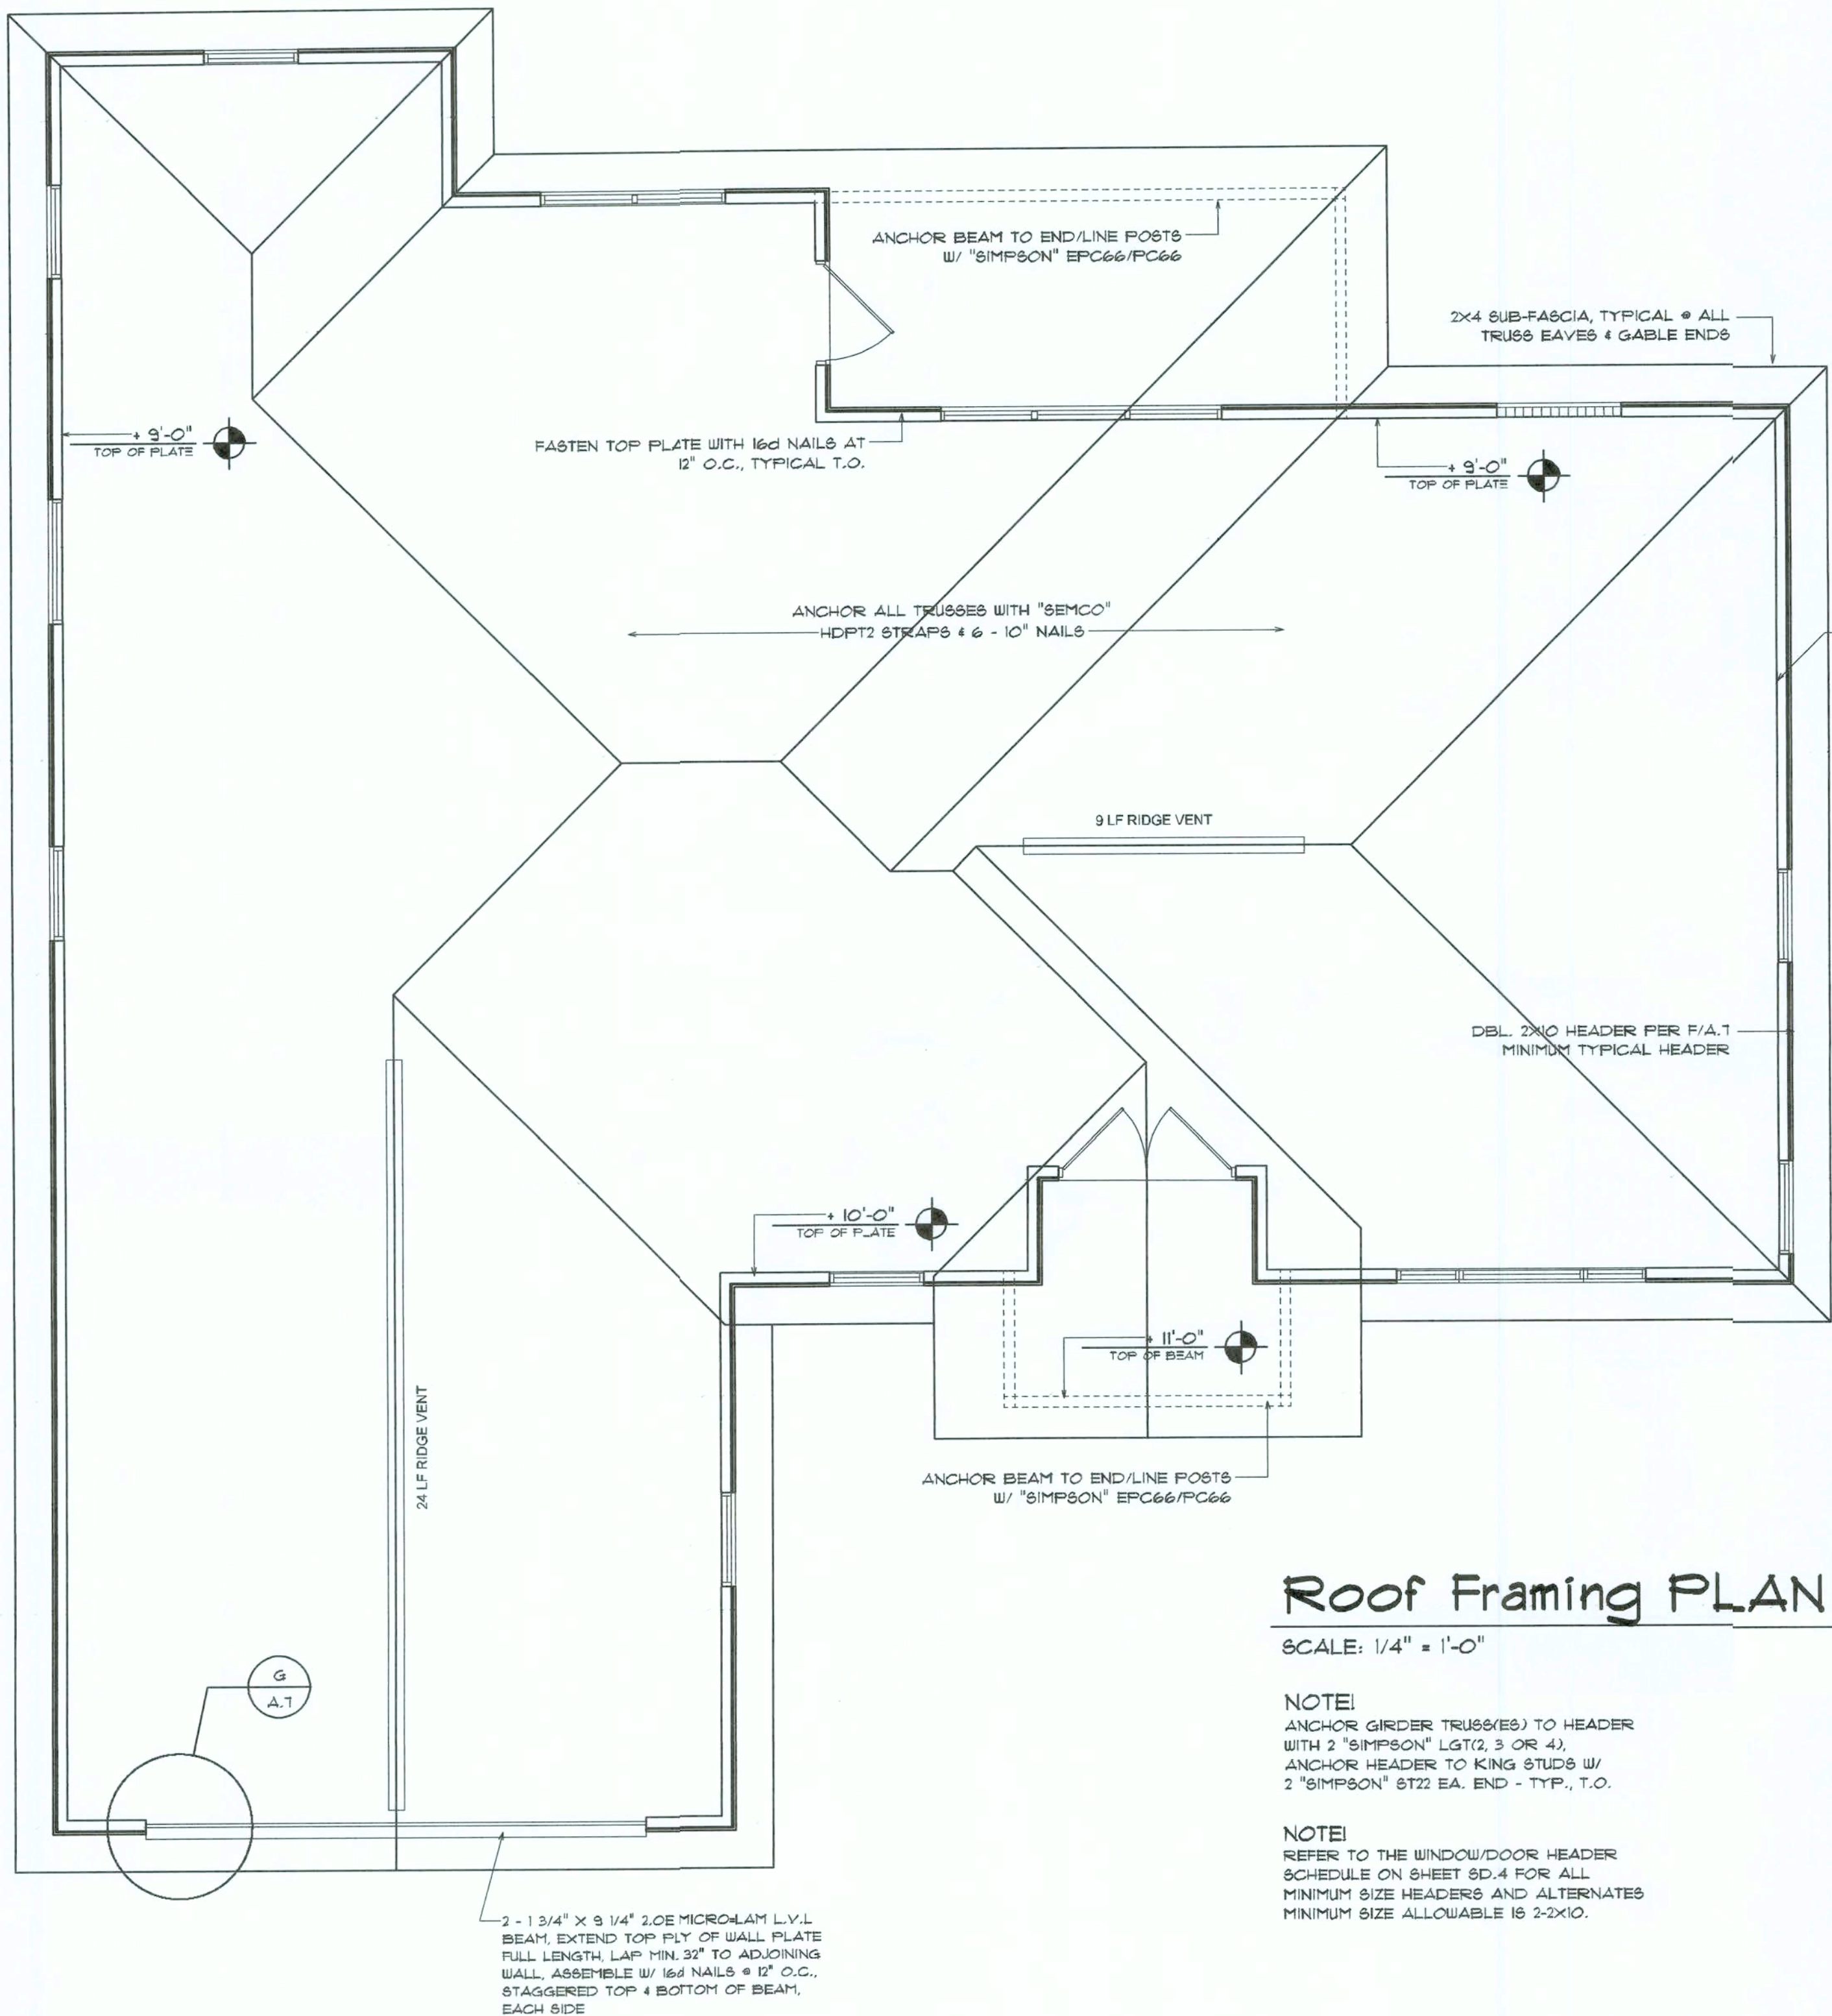 ANCHOR BEAM TO END/LINE POSTS
W/ "SIMPSON" EPC66/PC66
2X4 SUB-FASCIA, TYPICAL @ ALL
TRUSS EAVES & GABLE ENDS
+ 9'-0"
TOP OF PLATE
FASTEN TOP PLATE WITH 16d NAILS AT
12" O.C., TYPICAL T.O.
+ 9'-0"
TOP OF PLATE
ANCHOR ALL TRUSSES WITH "SEMCO"
HDPT2 STRAPS & 6 - 10" NAILS
9 LF RIDGE VENT
DBL. 2X10 HEADER PER F/A.7
MINIMUM TYPICAL HEADER
+ 10'-0"
TOP OF PLATE
+ 11'-0"
TOP OF BEAM
24 LF RIDGE VENT
ANCHOR BEAM TO END/LINE POSTS
W/ "SIMPSON" EPC66/PC66
Roof Framing PLAN
SCALE: 1/4" = 1'-0"
G
A.7
NOTE!
ANCHOR GIRDER TRUSS(ES) TO HEADER
WITH 2 "SIMPSON" LGT(2, 3 OR 4),
ANCHOR HEADER TO KING STUDS W/
2 "SIMPSON" ST22 EA. END - TYP., T.O.
NOTE!
REFER TO THE WINDOW/DOOR HEADER
SCHEDULE ON SHEET SD.4 FOR ALL
MINIMUM SIZE HEADERS AND ALTERNATES
MINIMUM SIZE ALLOWABLE IS 2-2X10.
2 - 1 3/4" X 9 1/4" 2.0E MICRO=LAM L.V.L
BEAM, EXTEND TOP PLY OF WALL PLATE
FULL LENGTH, LAP MIN. 32" TO ADJOINING
WALL, ASSEMBLE W/ 16d NAILS @ 12" O.C.,
STAGGERED TOP & BOTTOM OF BEAM,
EACH SIDE